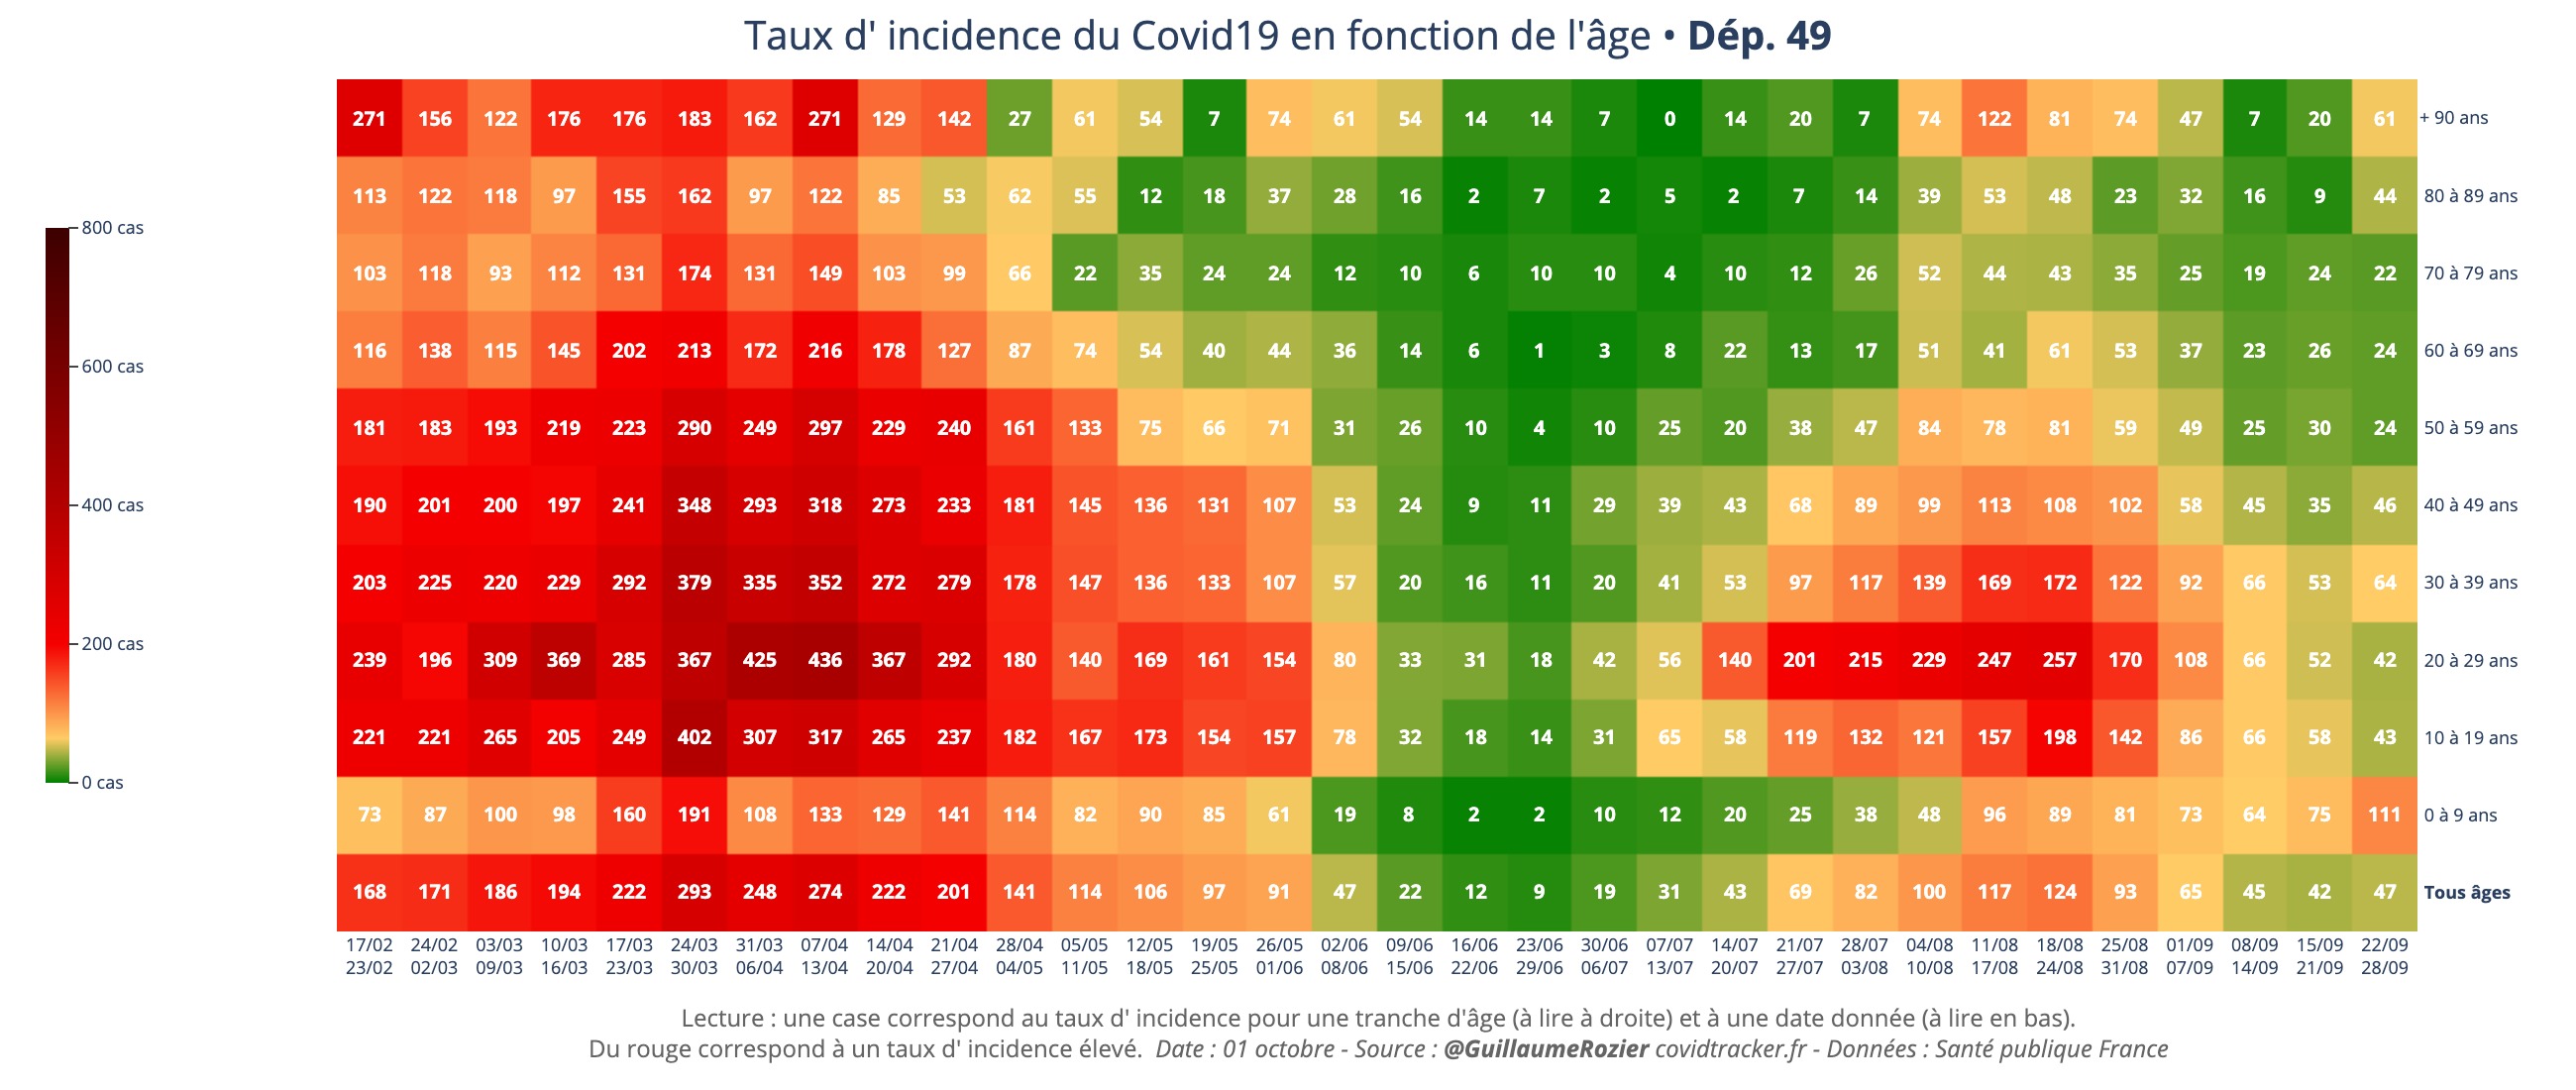 Taux d' incidence du Covid19 en fonction de l'âge • Dép. 49
271 156 122 176 176 183 162 271 129 142 27 61 54 7 74 61 54 14 14 7 0 14 20 7 74 122 81 74 47 7 20 61 + 90 ans
113 122 118 97 155 162 97 122 85 53 62 55 12 18 37 28 16 2 7 2 5 2 7 14 39 53 48 23 32 16 9 44 80 à 89 ans
800 cas
103 118 93 112 131 174 131 149 103 99 66 22 35 24 24 12 10 6 10 10 4 10 12 26 52 44 43 35 25 19 24 22 70 à 79 ans
116 138 115 145 202 213 172 216 178 127 87 74 54 40 44 36 14 6 1 3 8 22 13 17 51 41 61 53 37 23 26 24 60 à 69 ans
600 cas
181 183 193 219 223 290 249 297 229 240 161 133 75 66 71 31 26 10 4 10 25 20 38 47 84 78 81 59 49 25 30 24 50 à 59 ans
400 cas
190 201 200 197 241 348 293 318 273 233 181 145 136 131 107 53 24 9 11 29 39 43 68 89 99 113 108 102 58 45 35 46 40 à 49 ans
203 225 220 229 292 379 335 352 272 279 178 147 136 133 107 57 20 16 11 20 41 53 97 117 139 169 172 122 92 66 53 64 30 à 39 ans
200 cas
239 196 309 369 285 367 425 436 367 292 180 140 169 161 154 80 33 31 18 42 56 140 201 215 229 247 257 170 108 66 52 42 20 à 29 ans
221 221 265 205 249 402 307 317 265 237 182 167 173 154 157 78 32 18 14 31 65 58 119 132 121 157 198 142 86 66 58 43 10 à 19 ans
0 cas
73 87 100 98 160 191 108 133 129 141 114 82 90 85 61 19 8 2 2 10 12 20 25 38 48 96 89 81 73 64 75 111 0 à 9 ans
168 171 186 194 222 293 248 274 222 201 141 114 106 97 91 47 22 12 9 19 31 43 69 82 100 117 124 93 65 45 42 47 Tous âges
17/02 24/02 03/03 10/03 17/03 24/03 31/03 07/04 14/04 21/04 28/04 05/05 12/05 19/05 26/05 02/06 09/06 16/06 23/06 30/06 07/07 14/07 21/07 28/07 04/08 11/08 18/08 25/08 01/09 08/09 15/09 22/09
23/02 02/03 09/03 16/03 23/03 30/03 06/04 13/04 20/04 27/04 04/05 11/05 18/05 25/05 01/06 08/06 15/06 22/06 29/06 06/07 13/07 20/07 27/07 03/08 10/08 17/08 24/08 31/08 07/09 14/09 21/09 28/09
Lecture : une case correspond au taux d' incidence pour une tranche d'âge (à lire à droite) et à une date donnée (à lire en bas).
Du rouge correspond à un taux d' incidence élevé. Date : 01 octobre - Source : @GuillaumeRozier covidtracker.fr - Données : Santé publique France